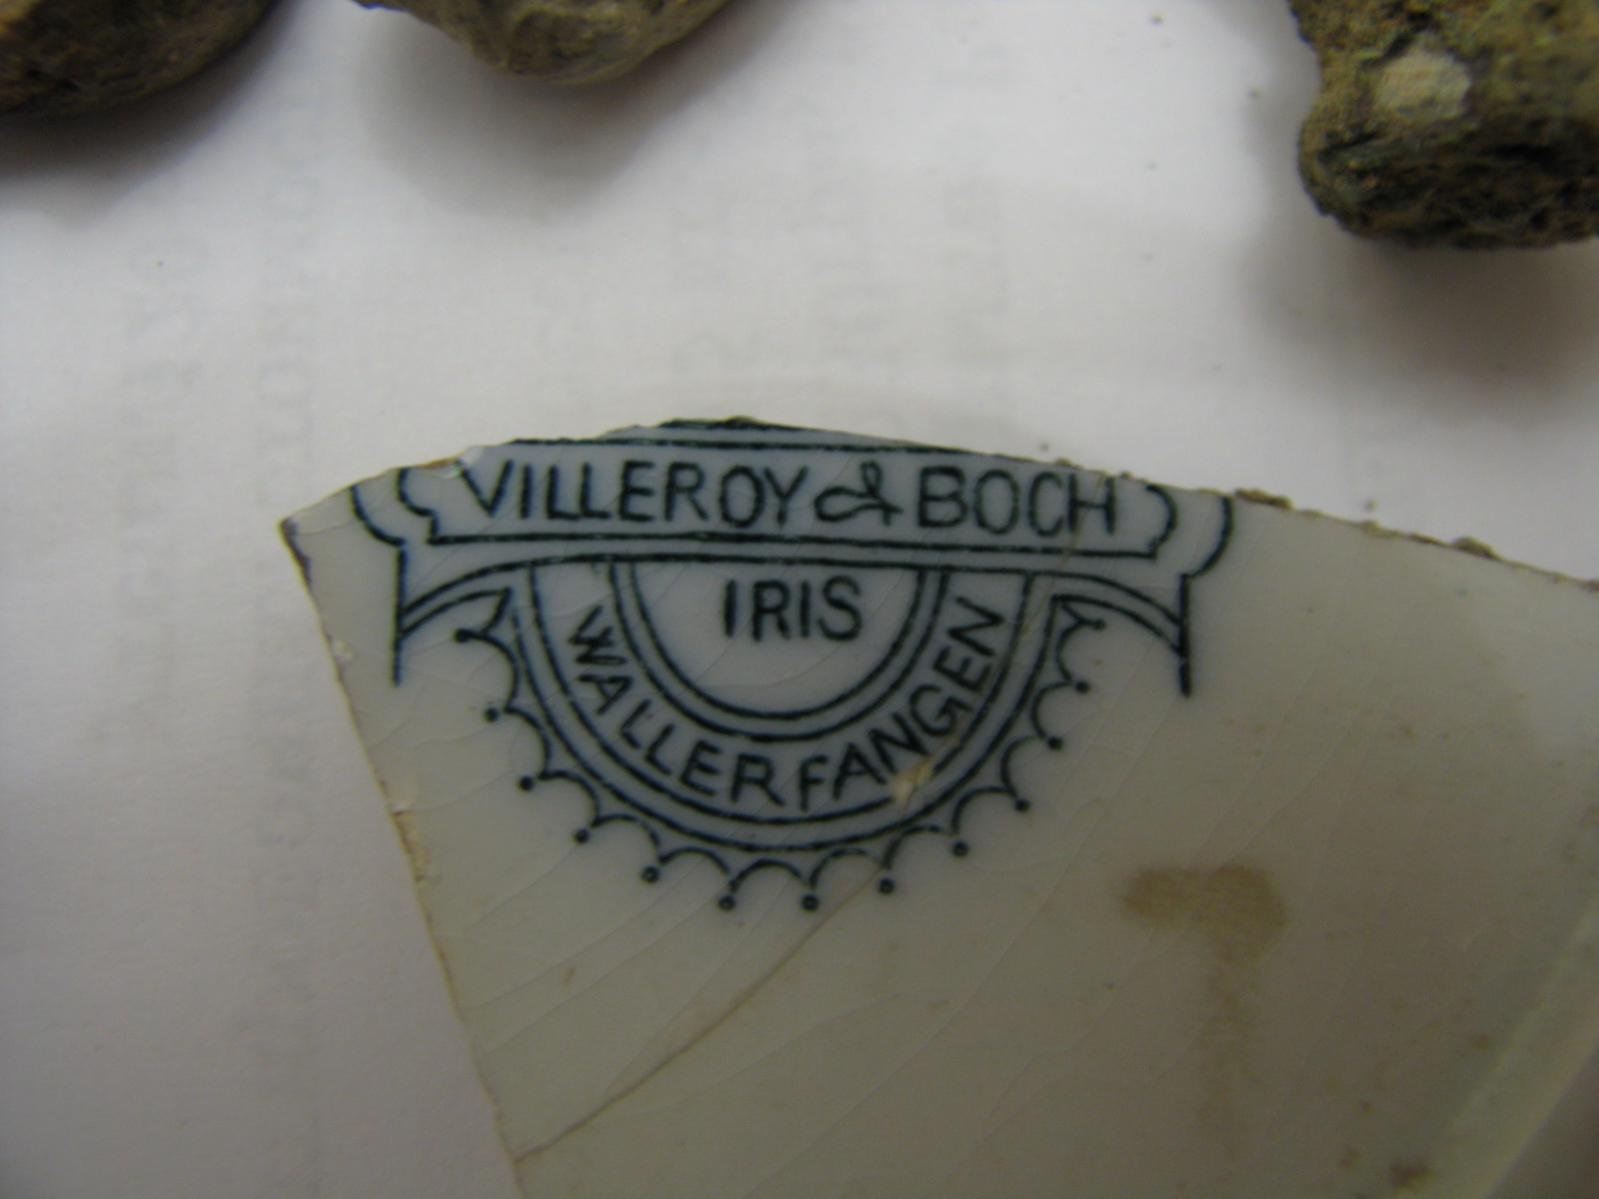 VILLEROY & BOCH
IRIS
WALLERFANGEN